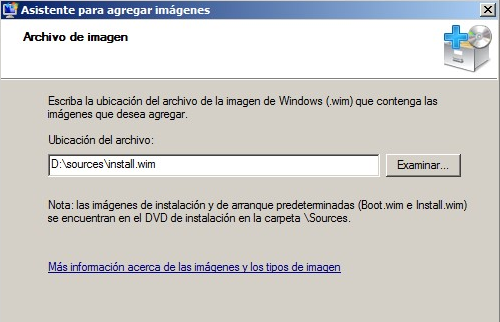 Asistente para agregar imágenes
Archivo de imagen
Escriba la ubicación del archivo de la imagen de Windows (.wim) que contenga las
imágenes que desea agregar.
Ubicación del archivo:
D:\sources\install.wim
Examinar...
Nota: las imágenes de instalación y de arranque predeterminadas (Boot.wim e Install.wim)
se encuentran en el DVD de instalación en la carpeta \Sources.
Más información acerca de las imágenes y los tipos de imagen